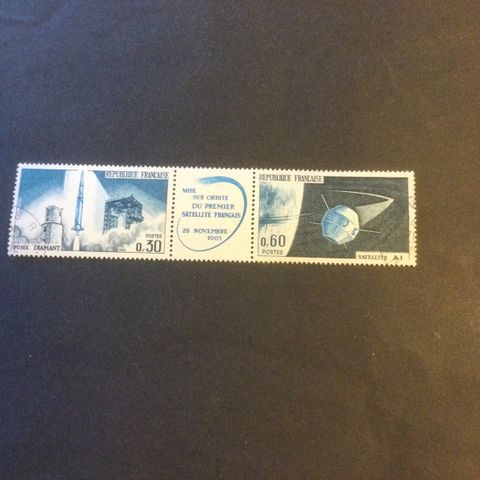 REPUBLIQUE FRANÇAISE
0,30
POSTES
FUSEE DIAMANT
MISE
SUR ORBITE
DU PREMIER
SATELLITE FRANÇAIS
26 NOVEMBRE
1965
REPUBLIQUE FRANÇAISE
0,60
POSTES
SATELLITE A1